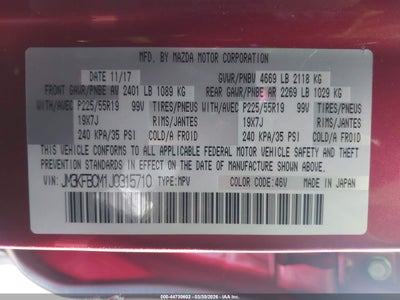 MFD. BY MAZDA MOTOR CORPORATION
DATE 11/17 GVWR/PNBV 4669 LB 2118 KG
FRONT GAWR/PNBE AV 2401 LB 1089 KG REAR GAWR/PNBE AR 2269 LB 1029 KG
WITH/AVEC P225/55R19 99V TIRES/PNEUS WITH/AVEC P225/55R19 99V TIRES/PNEUS
19X7J RIMS/JANTES 19X7J RIMS/JANTES
240 KPA/35 PSI COLD/A FROID 240 KPA/35 PSI COLD/A FROID
THIS VEHICLE CONFORMS TO ALL APPLICABLE FEDERAL MOTOR VEHICLE SAFETY, BUMPER, AND THEFT PREVENTION STANDARDS IN EFFECT ON THE
DATE OF MANUFACTURE SHOWN ABOVE.
VIN: JM3KFBCM1J0315710 TYPE: MPV COLOR CODE: 46V MADE IN JAPAN
000-44730603 - 03/30/2026 - IAA Inc.